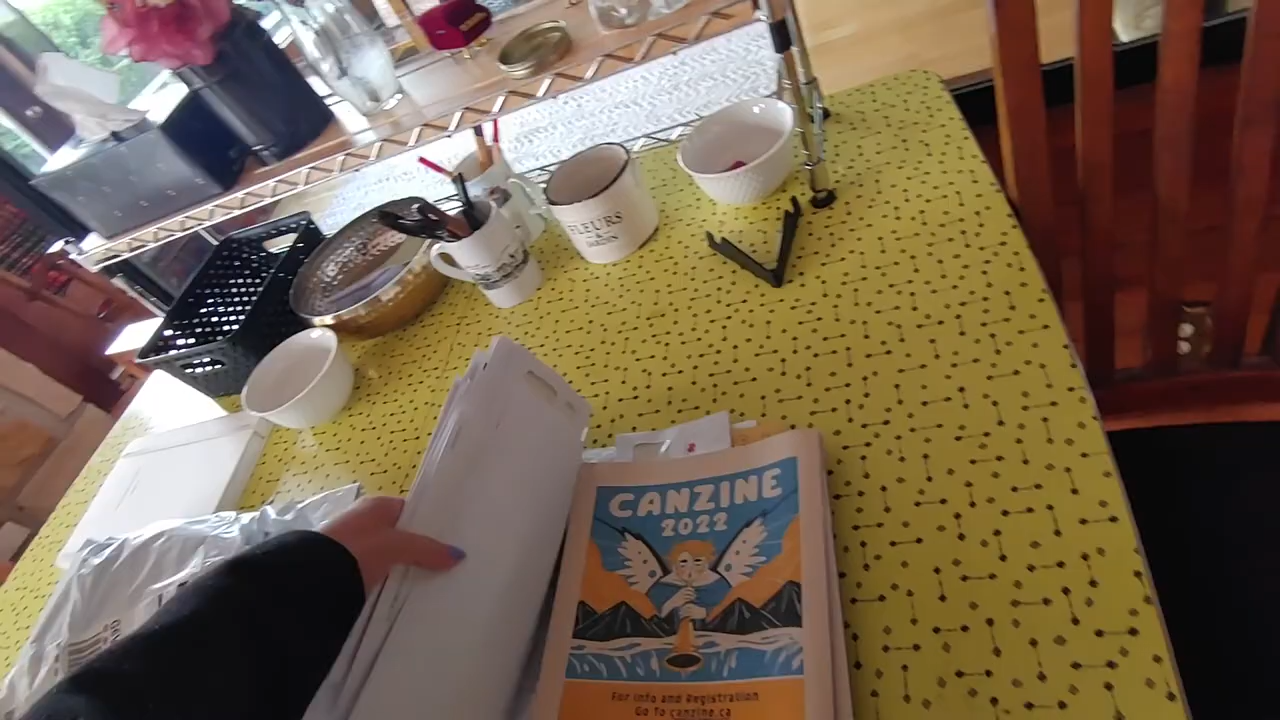 FLEURS
&
JARDIN
CANZINE
2022
For Info and Registration
Go To canzine.ca